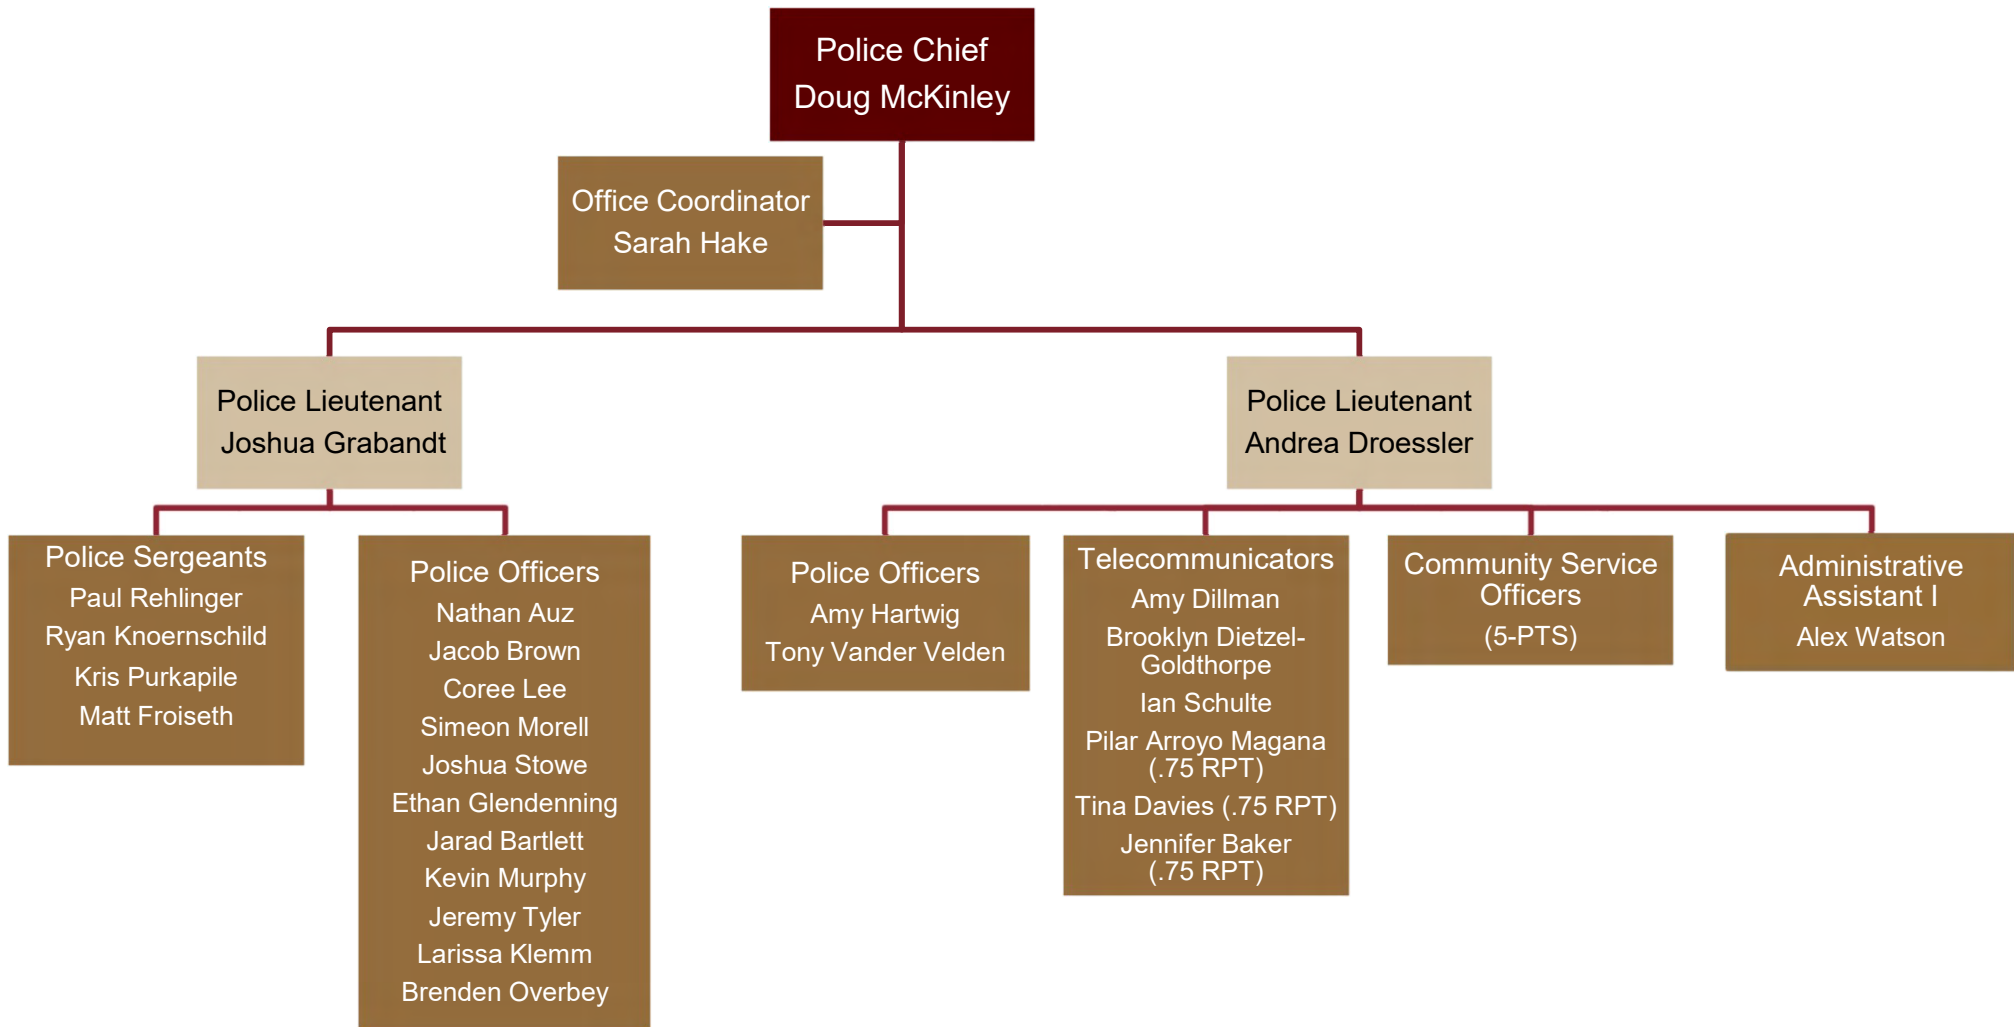 Police Chief
Doug McKinley
Office Coordinator
Sarah Hake
Police Lieutenant
Joshua Grabandt
Police Lieutenant
Andrea Droessler
Police Sergeants
Paul Rehlinger
Ryan Knoernschild
Kris Purkapile
Matt Froiseth
Police Officers
Nathan Auz
Jacob Brown
Coree Lee
Simeon Morell
Joshua Stowe
Ethan Glendenning
Jarad Bartlett
Kevin Murphy
Jeremy Tyler
Larissa Klemm
Brenden Overbey
Police Officers
Amy Hartwig
Tony Vander Velden
Telecommunicators
Amy Dillman
Brooklyn Dietzel-
Goldthorpe
Ian Schulte
Pilar Arroyo Magana
(.75 RPT)
Tina Davies (.75 RPT)
Jennifer Baker
(.75 RPT)
Community Service
Officers
(5-PTS)
Administrative
Assistant I
Alex Watson